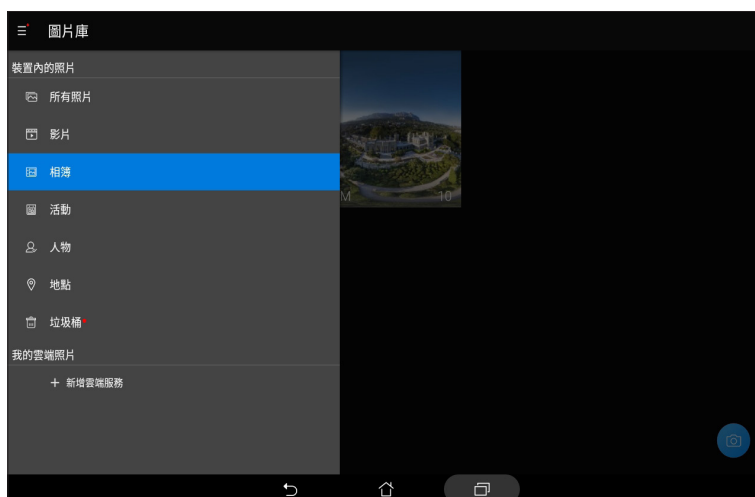 圖片庫
裝置內的照片
所有照片
影片
相簿
活動
人物
地點
垃圾桶
我的雲端照片
+ 新增雲端服務
M 10